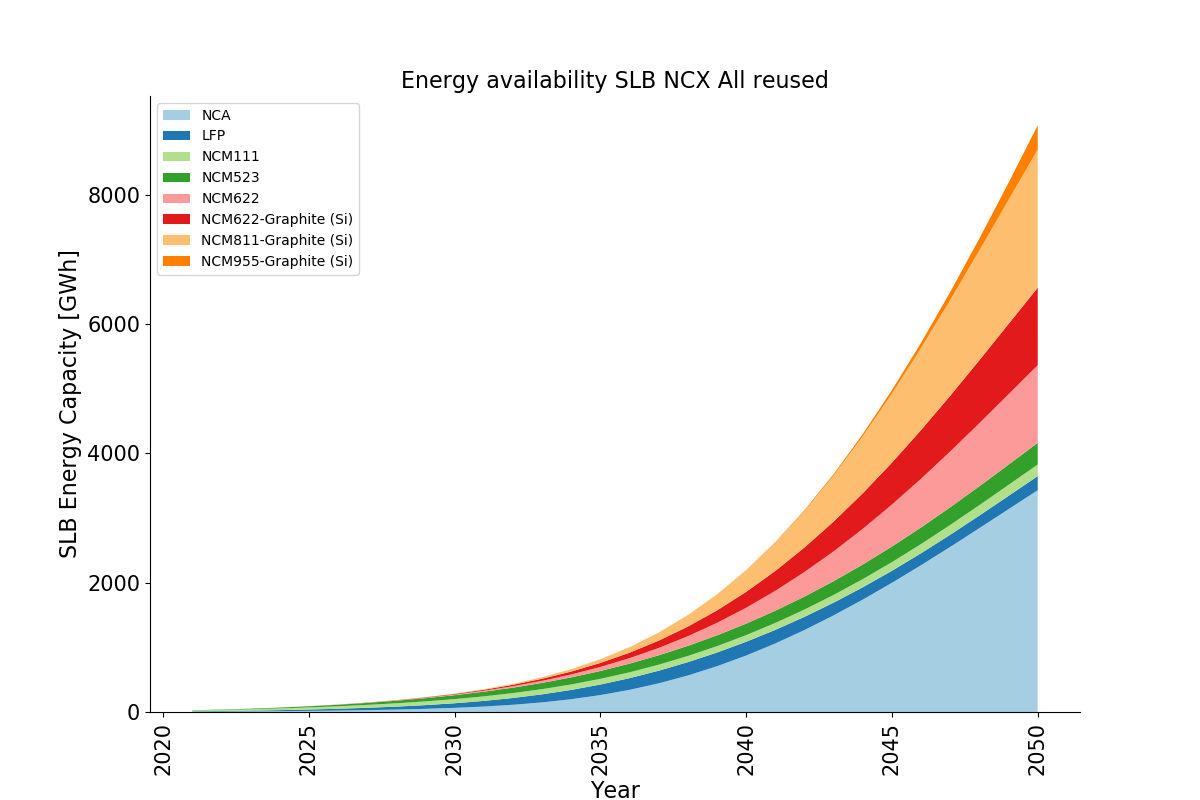 Energy availability SLB NCX All reused
NCA
LFP
NCM111
NCM523
NCM622
NCM622-Graphite (Si)
NCM811-Graphite (Si)
NCM955-Graphite (Si)
SLB Energy Capacity [GWh]
8000
6000
4000
2000
0
2020
2025
2030
2035
2040
2045
2050
Year